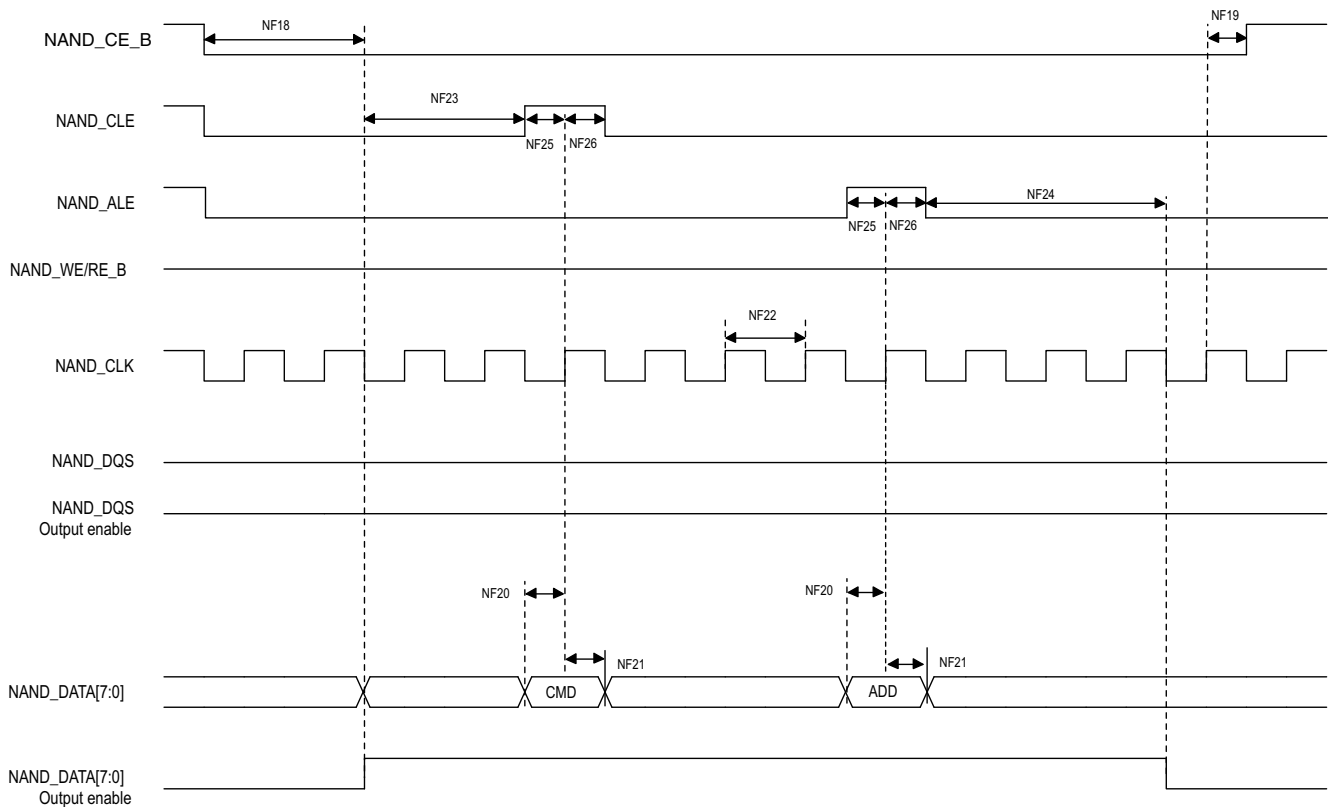 NF18
NF19
NAND_CE_B
NF23
NAND_CLE
NF25 NF26
NF24
NAND_ALE
NF25 NF26
NAND_WE/RE_B
NF22
NAND_CLK
NAND_DQS
NAND_DQS
Output enable
NF20
NF20
NF21
NF21
NAND_DATA[7:0]
CMD
ADD
NAND_DATA[7:0]
Output enable